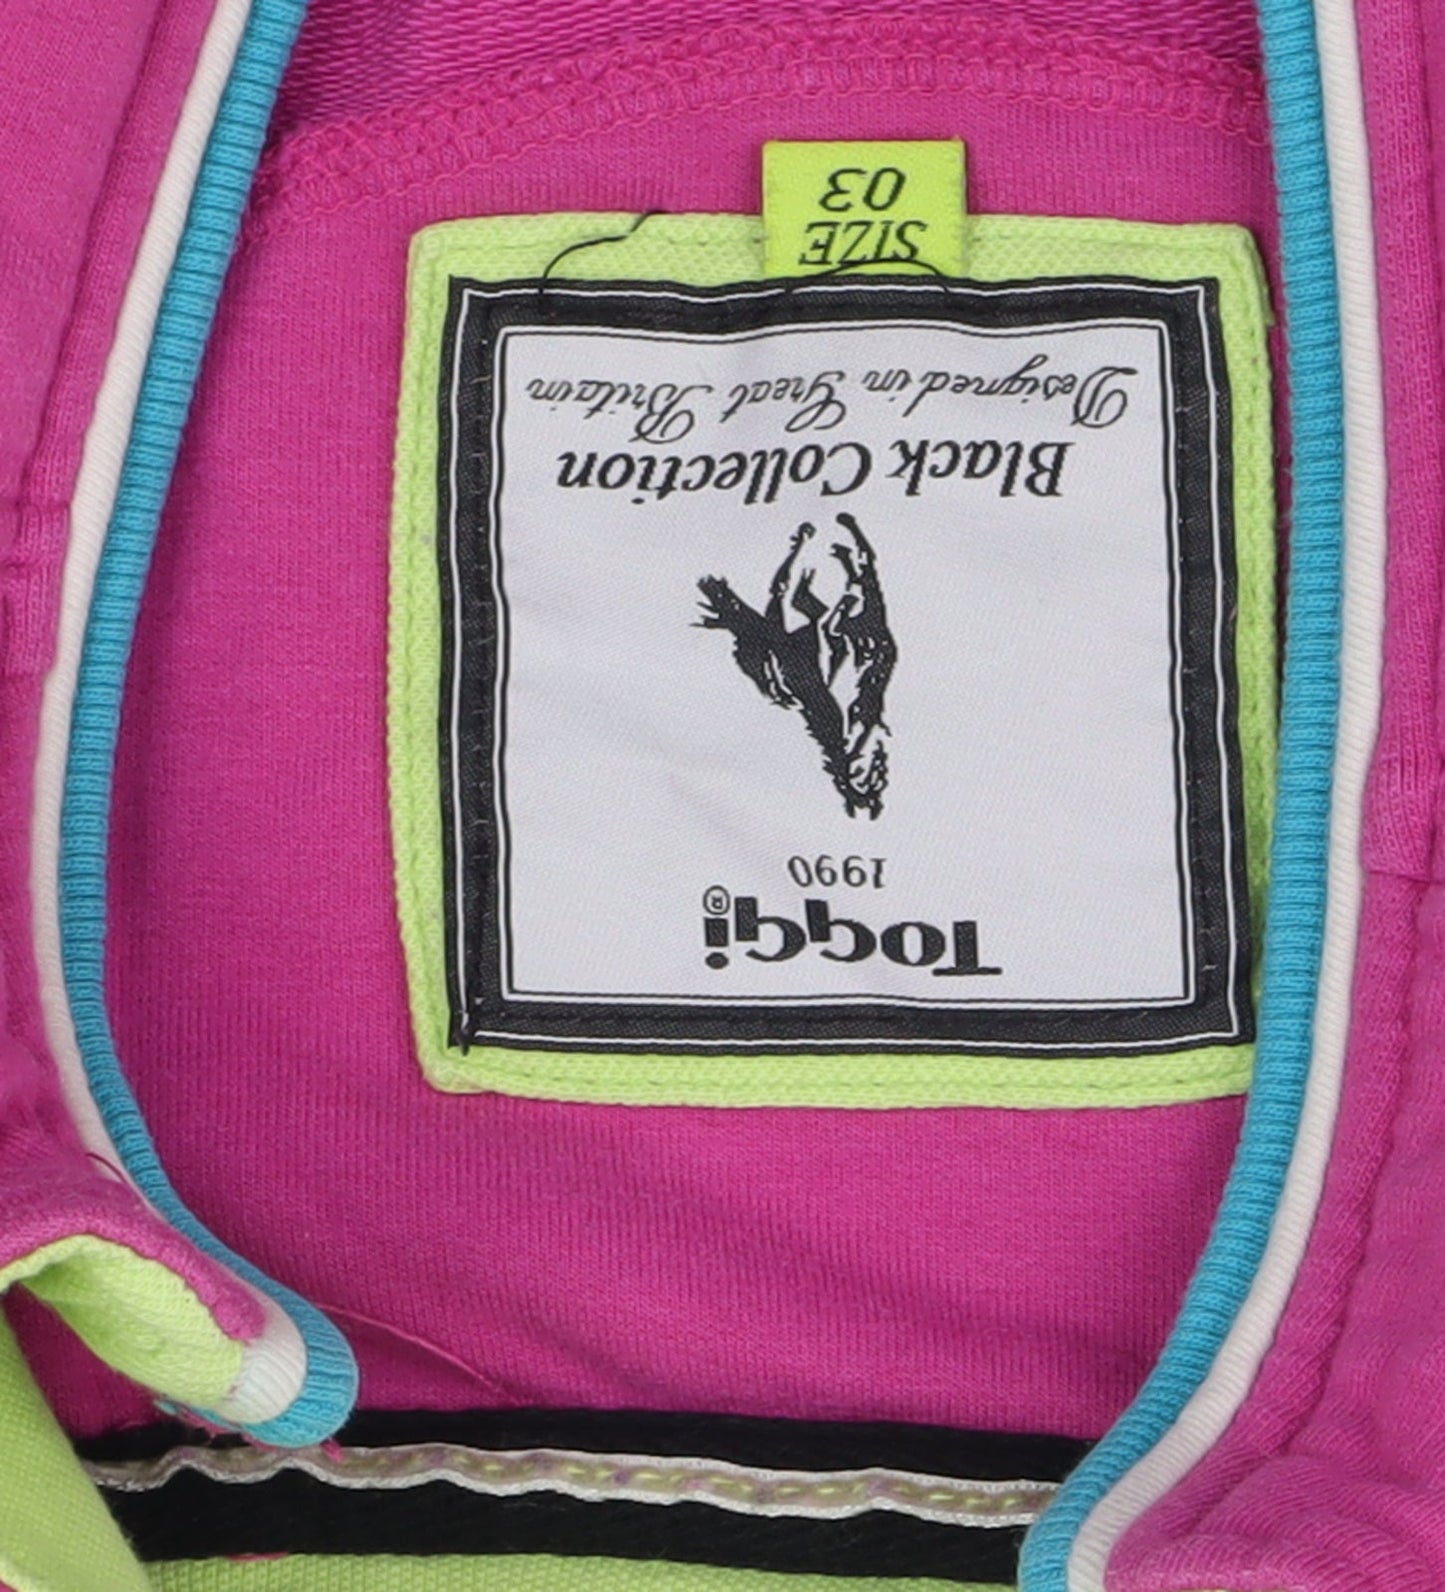 Toggi®
1990
Black Collection
Designed in Great Britain
SIZE
03